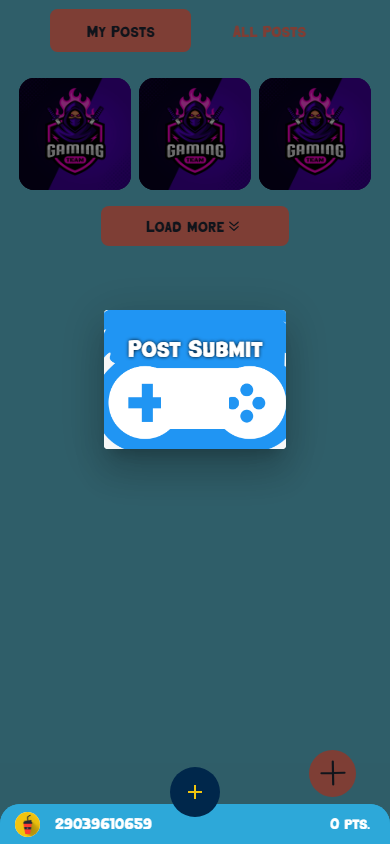 My Posts
All Posts
GAMING
TEAM
GAMING
TEAM
GAMING
TEAM
Load more
Post Submit
29039610659
0 pts.